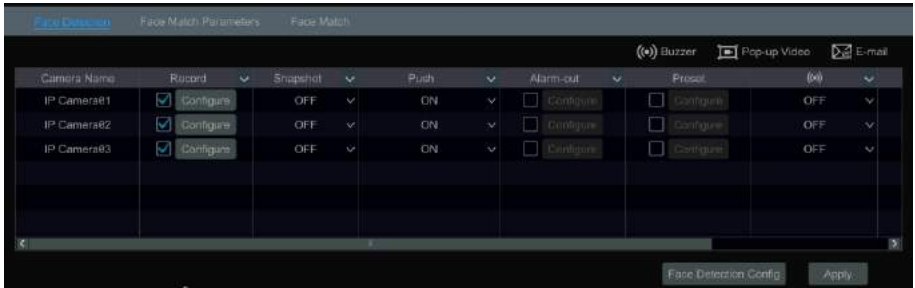 Face Detection Face Match Parameters Face Match
Buzzer Pop-up Video E-mail
Camera Name Record Snapshot Push Alarm-out Preset
IP Camera01 Configure OFF ON Configure Configure OFF
IP Camera02 Configure OFF ON Configure Configure OFF
IP Camera03 Configure OFF ON Configure Configure OFF
Face Detection Config Apply